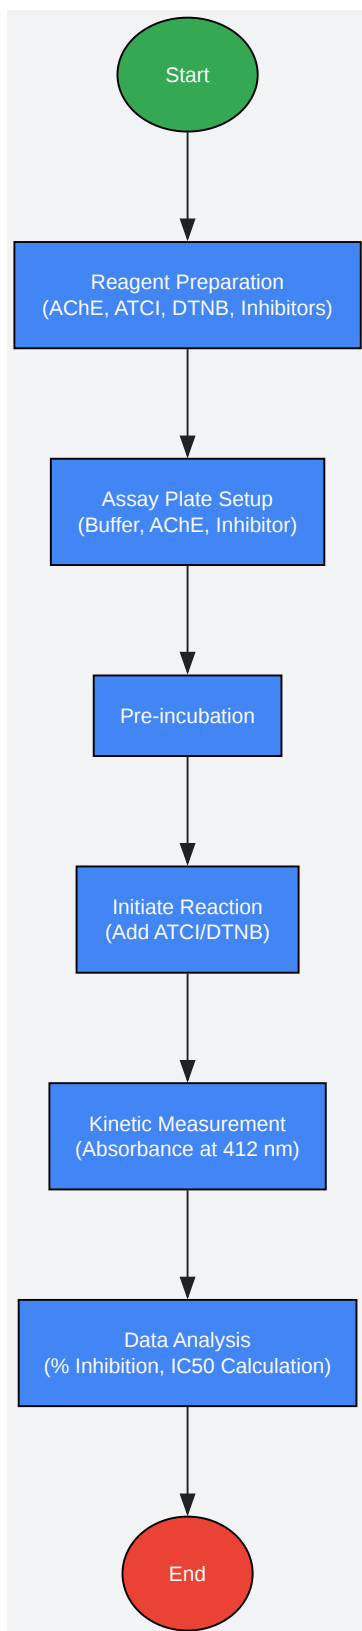 Start
Reagent Preparation
(AChE, ATCI, DTNB, Inhibitors)
Assay Plate Setup
(Buffer, AChE, Inhibitor)
Pre-incubation
Initiate Reaction
(Add ATCI/DTNB)
Kinetic Measurement
(Absorbance at 412 nm)
Data Analysis
(% Inhibition, IC50 Calculation)
End